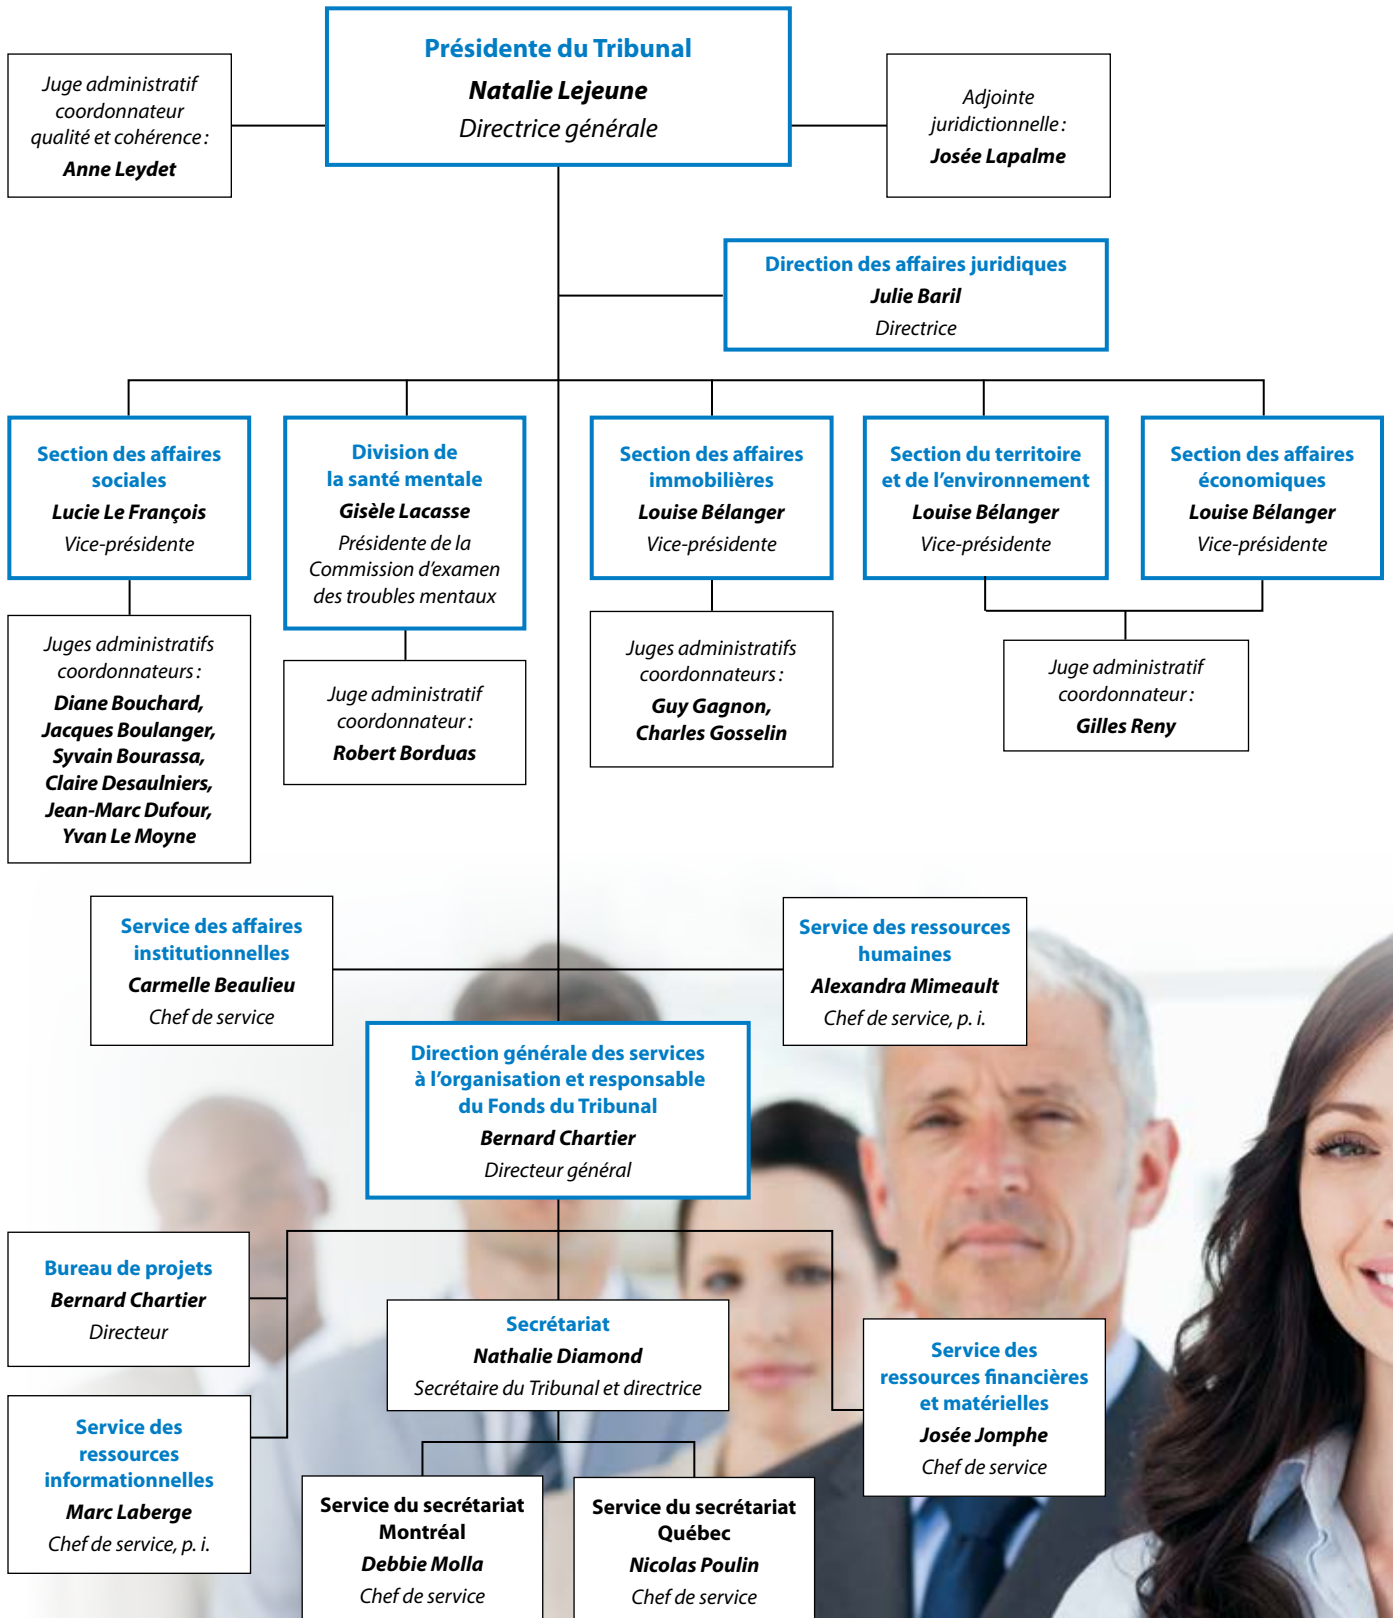 Présidente du Tribunal
Natalie Lejeune
Directrice générale
Juge administratif
coordonnateur
qualité et cohérence :
Anne Leydet
Adjointe
juridictionnelle :
Josée Lapalme
Direction des affaires juridiques
Julie Baril
Directrice
Section des affaires
sociales
Lucie Le François
Vice-présidente
Division de
la santé mentale
Gisèle Lacasse
Présidente de la
Commission d'examen
des troubles mentaux
Section des affaires
immobilières
Louise Bélanger
Vice-présidente
Section du territoire
et de l'environnement
Louise Bélanger
Vice-présidente
Section des affaires
économiques
Louise Bélanger
Vice-présidente
Juges administratifs
coordonnateurs :
Diane Bouchard,
Jacques Boulanger,
Syvain Bourassa,
Claire Desaulniers,
Jean-Marc Dufour,
Yvan Le Moyne
Juge administratif
coordonnateur :
Robert Borduas
Juges administratifs
coordonnateurs :
Guy Gagnon,
Charles Gosselin
Juge administratif
coordonnateur :
Gilles Reny
Service des affaires
institutionnelles
Carmelle Beaulieu
Chef de service
Service des ressources
humaines
Alexandra Mimeault
Chef de service, p. i.
Direction générale des services
à l'organisation et responsable
du Fonds du Tribunal
Bernard Chartier
Directeur général
Bureau de projets
Bernard Chartier
Directeur
Secrétariat
Nathalie Diamond
Secrétaire du Tribunal et directrice
Service des
ressources financières
et matérielles
Josée Jomphe
Chef de service
Service des
ressources
informationnelles
Marc Laberge
Chef de service, p. i.
Service du secrétariat
Montréal
Debbie Molla
Chef de service
Service du secrétariat
Québec
Nicolas Poulin
Chef de service